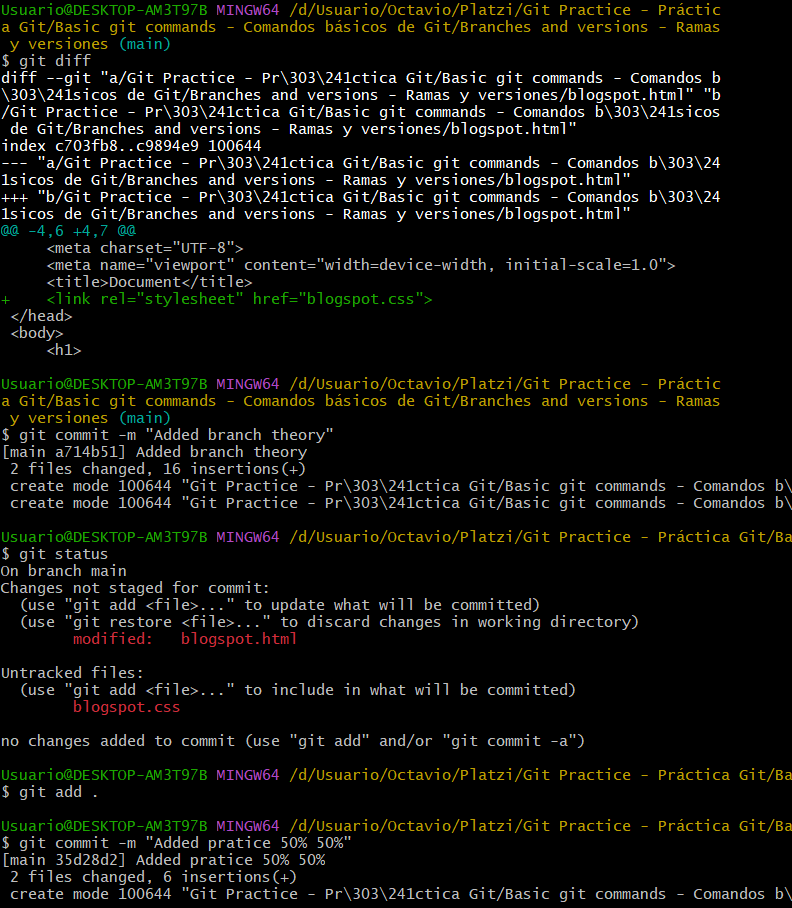 Usuario@DESKTOP-AM3T97B MINGW64 /d/Usuario/Octavio/Platzi/Git Practice - Práctic
a Git/Basic git commands - Comandos básicos de Git/Branches and versions - Ramas
 y versiones (main)
$ git diff
diff --git "a/Git Practice - Pr\303\241ctica Git/Basic git commands - Comandos b
\303\241sicos de Git/Branches and versions - Ramas y versiones/blogspot.html" "b
/Git Practice - Pr\303\241ctica Git/Basic git commands - Comandos b\303\241sicos
 de Git/Branches and versions - Ramas y versiones/blogspot.html"
index c703fb8..c9894e9 100644
--- "a/Git Practice - Pr\303\241ctica Git/Basic git commands - Comandos b\303\24
1sicos de Git/Branches and versions - Ramas y versiones/blogspot.html"
+++ "b/Git Practice - Pr\303\241ctica Git/Basic git commands - Comandos b\303\24
1sicos de Git/Branches and versions - Ramas y versiones/blogspot.html"
@@ -4,6 +4,7 @@
     <meta charset="UTF-8">
     <meta name="viewport" content="width=device-width, initial-scale=1.0">
     <title>Document</title>
+    <link rel="stylesheet" href="blogspot.css">
 </head>
 <body>
     <h1>
Usuario@DESKTOP-AM3T97B MINGW64 /d/Usuario/Octavio/Platzi/Git Practice - Práctic
a Git/Basic git commands - Comandos básicos de Git/Branches and versions - Ramas
 y versiones (main)
$ git commit -m "Added branch theory"
[main a714b51] Added branch theory
 2 files changed, 16 insertions(+)
 create mode 100644 "Git Practice - Pr\303\241ctica Git/Basic git commands - Comandos b\
 create mode 100644 "Git Practice - Pr\303\241ctica Git/Basic git commands - Comandos b\
Usuario@DESKTOP-AM3T97B MINGW64 /d/Usuario/Octavio/Platzi/Git Practice - Práctica Git/Ba
$ git status
On branch main
Changes not staged for commit:
  (use "git add <file>..." to update what will be committed)
  (use "git restore <file>..." to discard changes in working directory)
        modified:   blogspot.html
Untracked files:
  (use "git add <file>..." to include in what will be committed)
        blogspot.css
no changes added to commit (use "git add" and/or "git commit -a")
Usuario@DESKTOP-AM3T97B MINGW64 /d/Usuario/Octavio/Platzi/Git Practice - Práctica Git/Ba
$ git add .
Usuario@DESKTOP-AM3T97B MINGW64 /d/Usuario/Octavio/Platzi/Git Practice - Práctica Git/Ba
$ git commit -m "Added pratice 50% 50%"
[main 35d28d2] Added pratice 50% 50%
 2 files changed, 6 insertions(+)
 create mode 100644 "Git Practice - Pr\303\241ctica Git/Basic git commands - Comandos b\